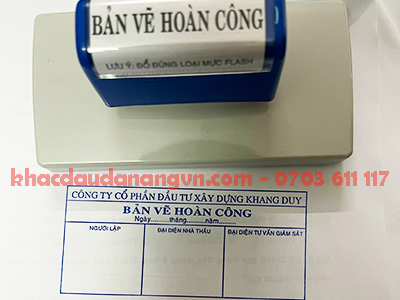 BẢN VẼ HOÀN CÔNG
LƯU Ý: ĐỔ ĐÚNG LOẠI MỰC FLASH
khacdaudanangvn.com - 0703 611 117
CÔNG TY CỔ PHẦN ĐẦU TƯ XÂY DỰNG KHANG DUY
BẢN VẼ HOÀN CÔNG
Ngày.......tháng.......năm.......
NGƯỜI LẬP
ĐẠI DIỆN NHÀ THẦU
ĐẠI DIỆN TƯ VẤN GIÁM SÁT